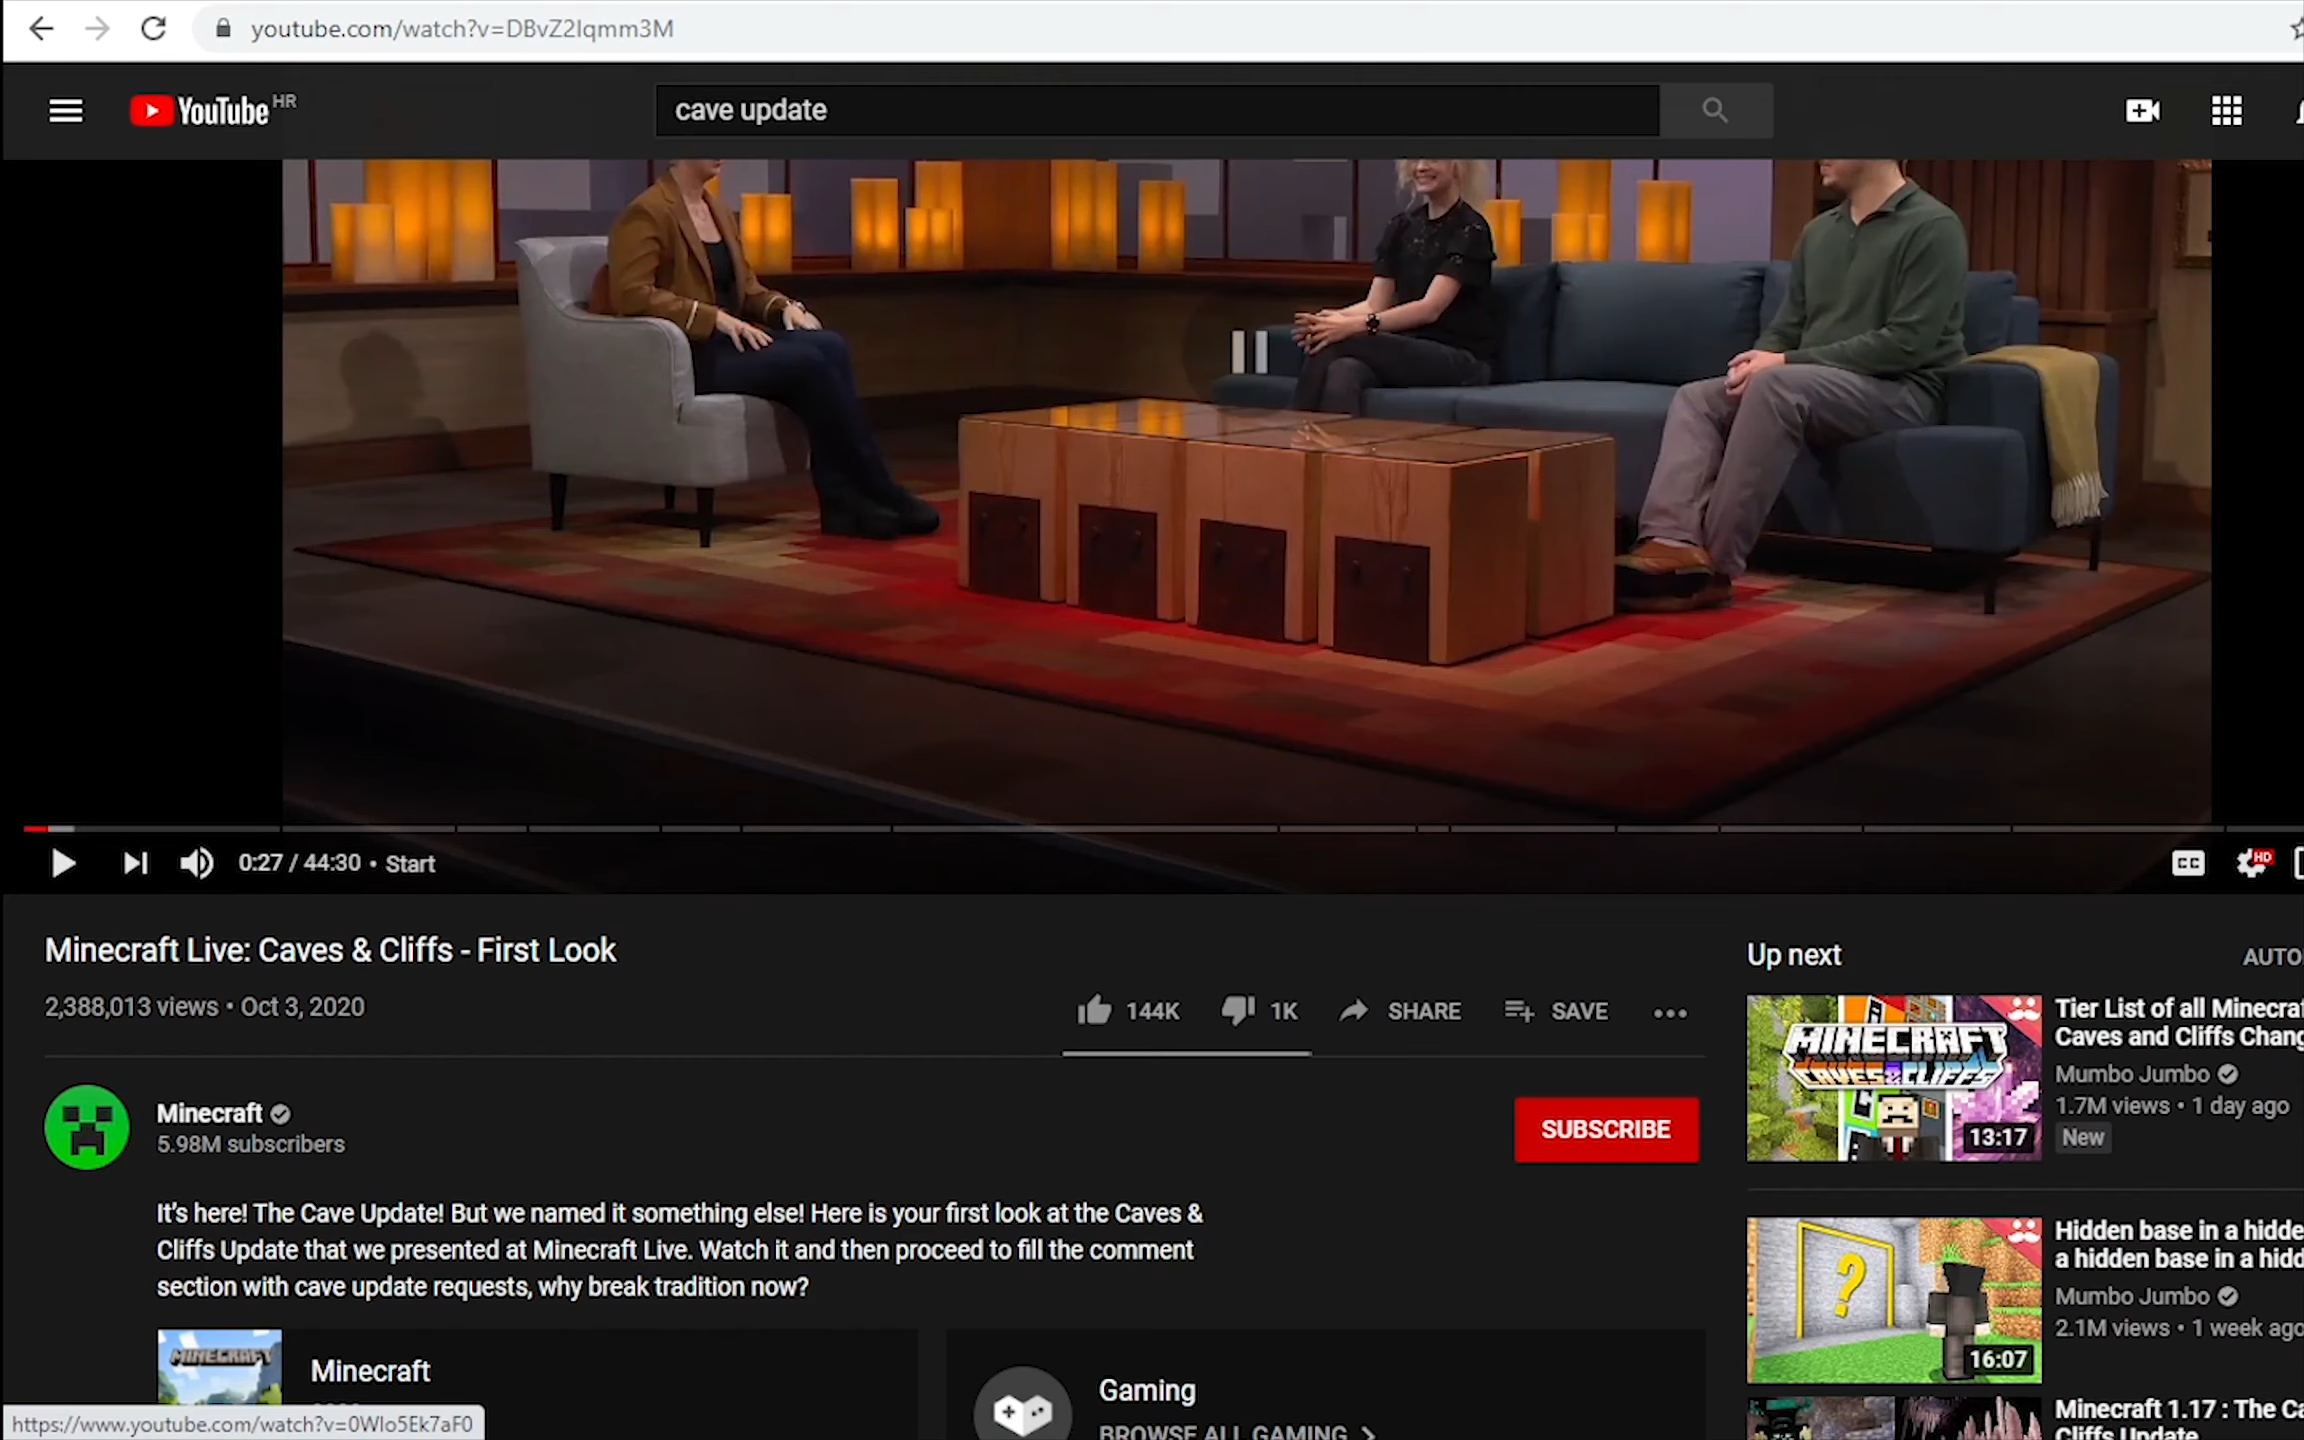 youtube.com/watch?v=DBvZ2Iqmm3M
YouTube HR
cave update
0:27 / 44:30 • Start
CC
HD
Minecraft Live: Caves & Cliffs - First Look
2,388,013 views • Oct 3, 2020
144K
1K
SHARE
SAVE
Minecraft
5.98M subscribers
SUBSCRIBE
It's here! The Cave Update! But we named it something else! Here is your first look at the Caves &
Cliffs Update that we presented at Minecraft Live. Watch it and then proceed to fill the comment
section with cave update requests, why break tradition now?
MINECRAFT
Minecraft
Gaming
BROWSE ALL GAMING
https://www.youtube.com/watch?v=0WIo5Ek7aF0
Up next
AUTO
MINECRAFT
CAVES & CLIFFS
13:17
Tier List of all Minecraf
Caves and Cliffs Chang
Mumbo Jumbo
1.7M views • 1 day ago
New
?
16:07
Hidden base in a hidde
a hidden base in a hidd
Mumbo Jumbo
2.1M views • 1 week ago
Minecraft 1.17 : The Ca
Cliffs Update